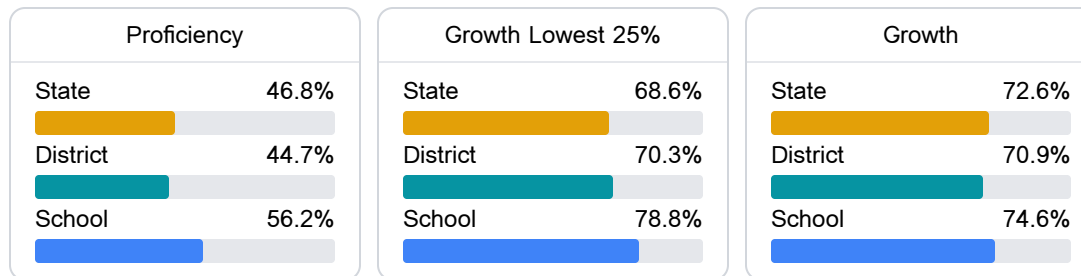 Proficiency
State 46.8%
District 44.7%
School 56.2%
Growth Lowest 25%
State 68.6%
District 70.3%
School 78.8%
Growth
State 72.6%
District 70.9%
School 74.6%